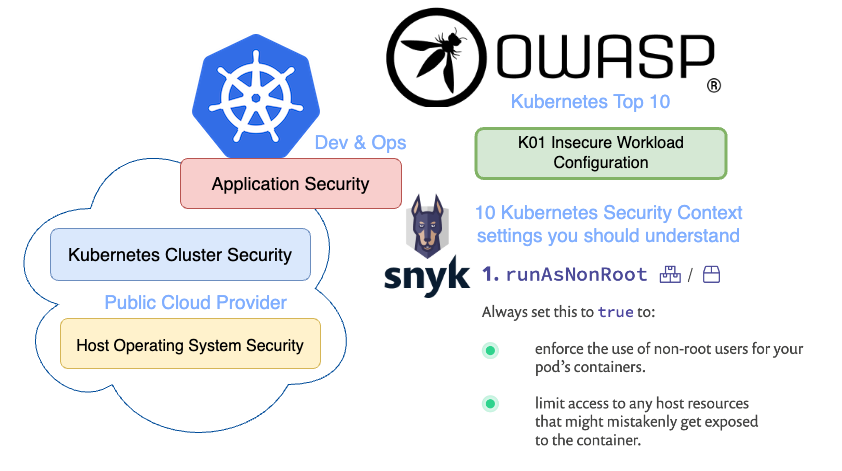 OWASP
®
Kubernetes Top 10
Dev & Ops
K01 Insecure Workload
Configuration
Application Security
10 Kubernetes Security Context
settings you should understand
Kubernetes Cluster Security
snyk
1. runAsNonRoot /
Public Cloud Provider
Always set this to true to:
Host Operating System Security
enforce the use of non-root users for your
pod's containers.
limit access to any host resources
that might mistakenly get exposed
to the container.